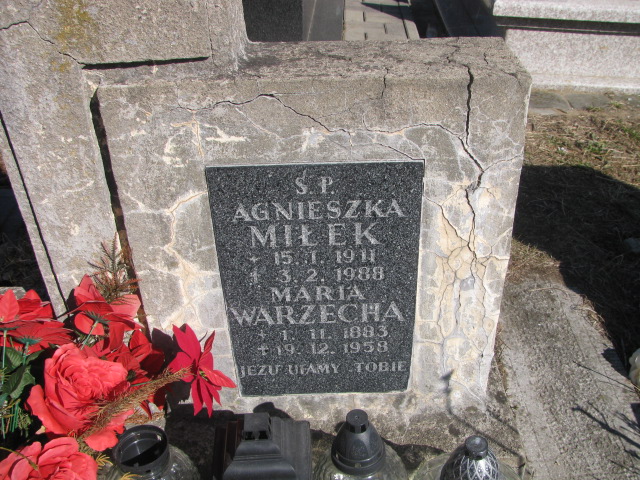 Ś.P.
AGNIESZKA
MIŁEK
+ 15.1.1911
‡ 3.2.1988
MARIA
WARZECHA
+ 1.11.1883
‡ 19.12.1958
JEZU UFAMY TOBIE